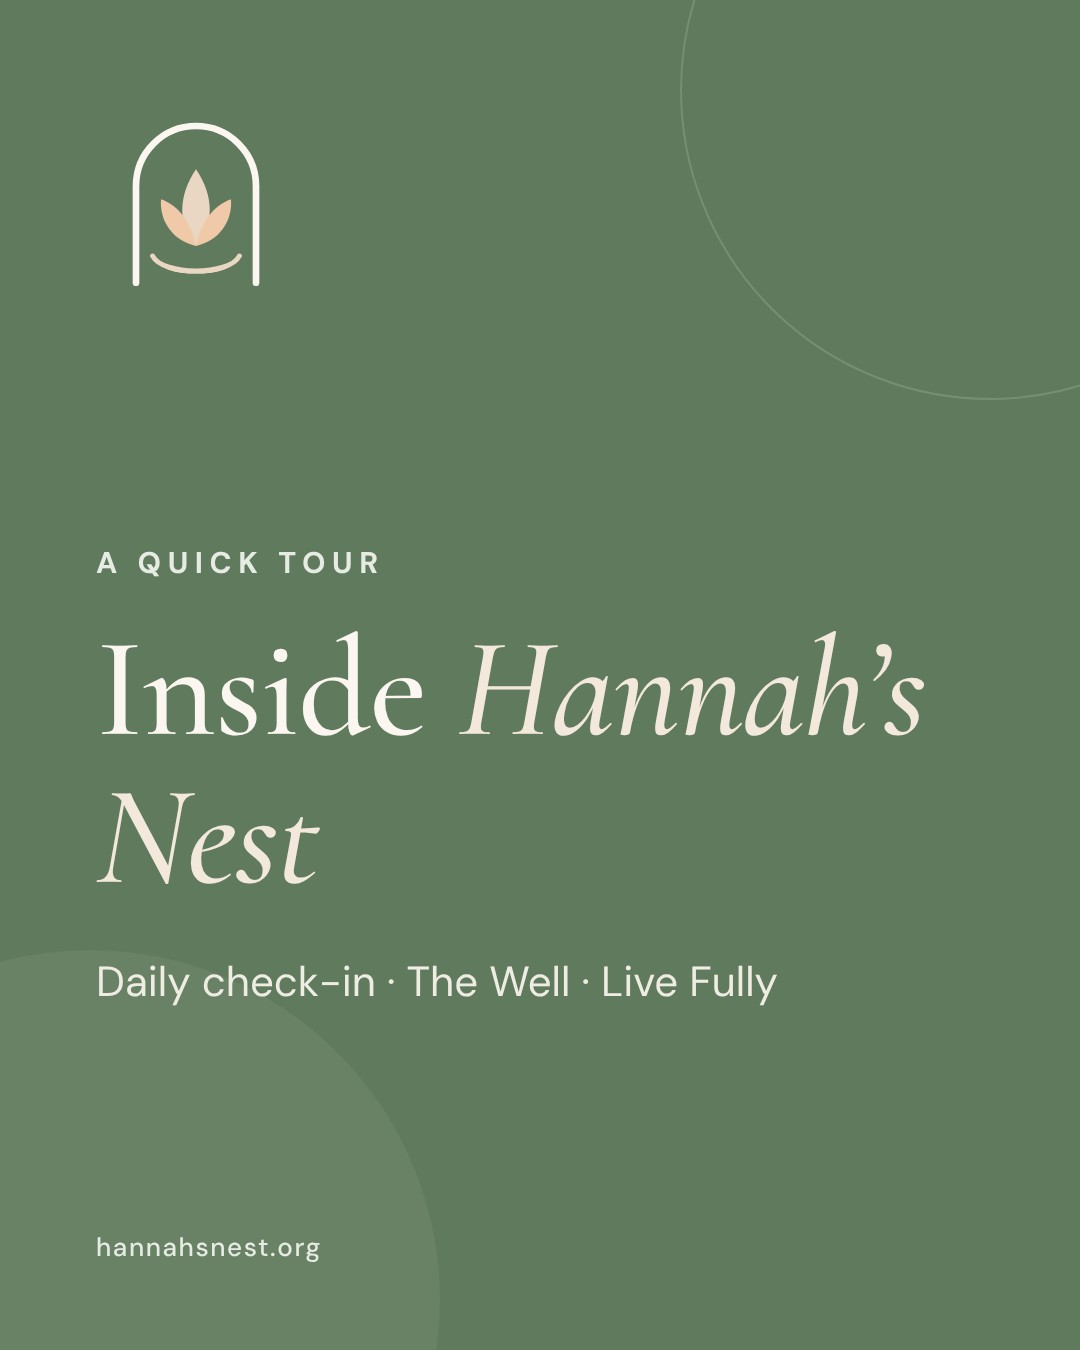 A QUICK TOUR
Inside Hannah’s
Nest
Daily check-in · The Well · Live Fully
hannahsnest.org